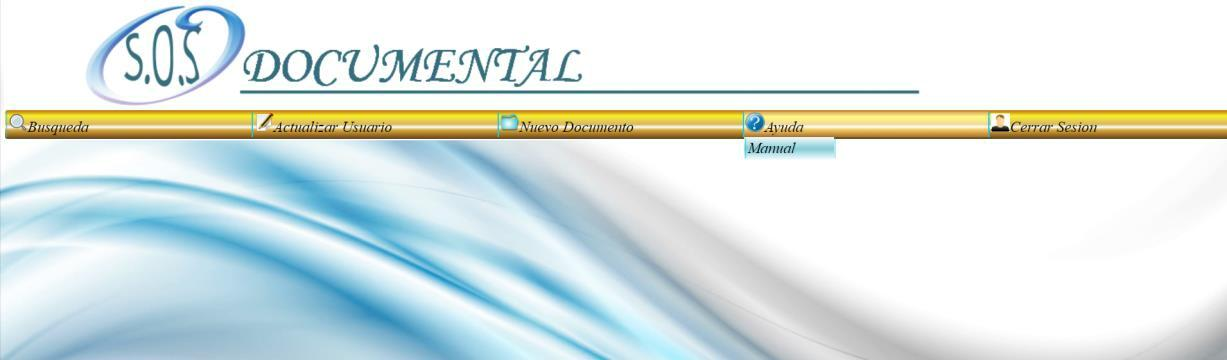 S.O.S DOCUMENTAL
Busqueda Actualizar Usuario Nuevo Documento Ayuda Cerrar Sesion
Manual